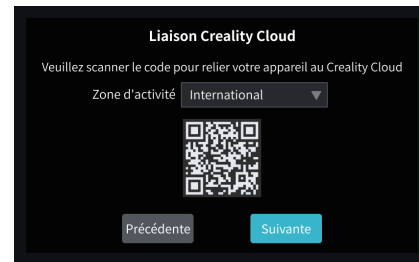 Liaison Creality Cloud
Veuillez scanner le code pour relier votre appareil au Creality Cloud
Zone d'activité International
Précédente Suivante